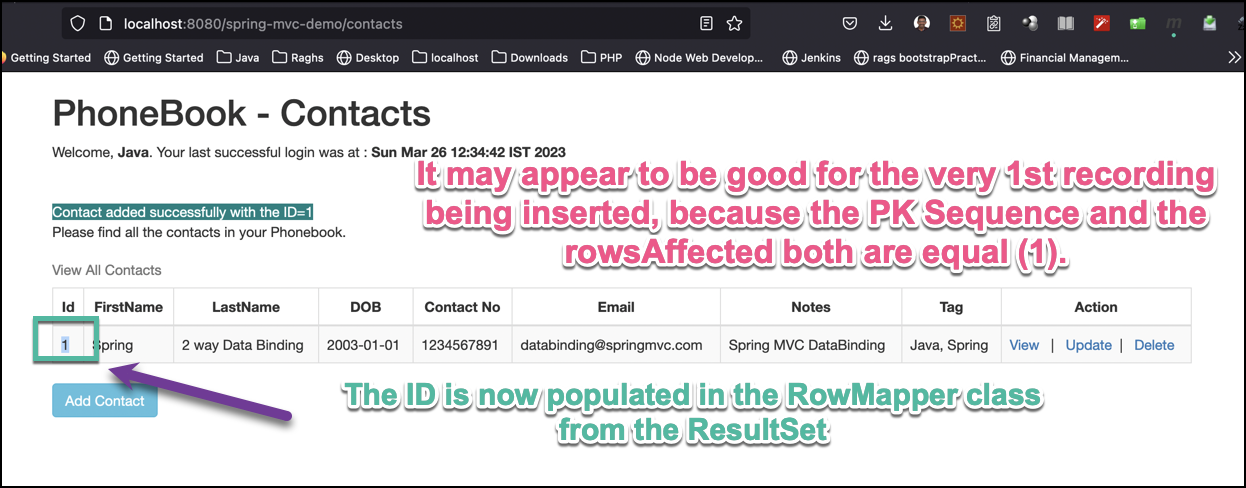 localhost:8080/spring-mvc-demo/contacts
Getting Started Getting Started Java Raghs Desktop localhost Downloads PHP Node Web Develop... Jenkins rags bootstrapPract... Financial Managem...
PhoneBook - Contacts
Welcome, Java. Your last successful login was at : Sun Mar 26 12:34:42 IST 2023
It may appear to be good for the very 1st recording
being inserted, because the PK Sequence and the
rowsAffected both are equal (1).
Contact added successfully with the ID=1
Please find all the contacts in your Phonebook.
View All Contacts
Id FirstName LastName DOB Contact No Email Notes Tag Action
1 Spring 2 way Data Binding 2003-01-01 1234567891 databinding@springmvc.com Spring MVC DataBinding Java, Spring View | Update | Delete
Add Contact
The ID is now populated in the RowMapper class
from the ResultSet